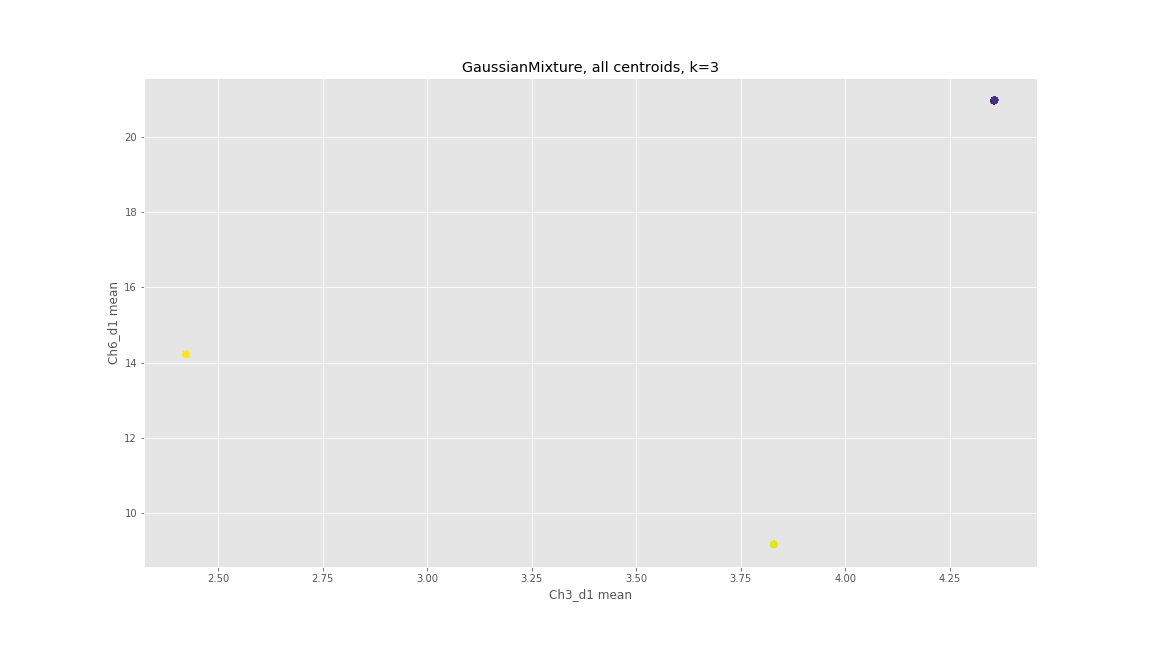 GaussianMixture, all centroids, k=3
20
18
16
14
12
10
Ch6_d1 mean
2.50 2.75 3.00 3.25 3.50 3.75 4.00 4.25
Ch3_d1 mean